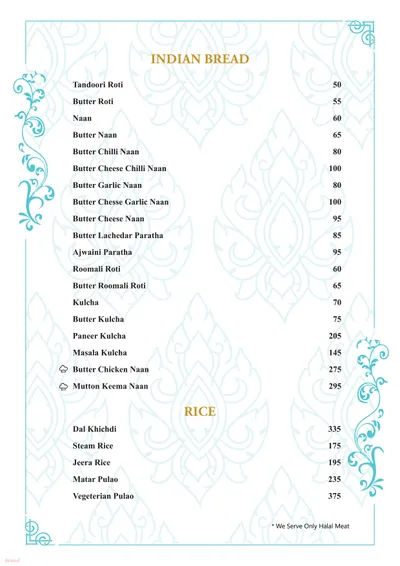 INDIAN BREAD
Tandoori Roti 50
Butter Roti 55
Naan 60
Butter Naan 65
Butter Chilli Naan 80
Butter Cheese Chilli Naan 100
Butter Garlic Naan 80
Butter Chesse Garlic Naan 100
Butter Cheese Naan 95
Butter Lachedar Paratha 85
Ajwaini Paratha 95
Roomali Roti 60
Butter Roomali Roti 65
Kulcha 70
Butter Kulcha 75
Paneer Kulcha 205
Masala Kulcha 145
Butter Chicken Naan 275
Mutton Keema Naan 295
RICE
Dal Khichdi 335
Steam Rice 175
Jeera Rice 195
Matar Pulao 235
Vegeterian Pulao 375
* We Serve Only Halal Meat